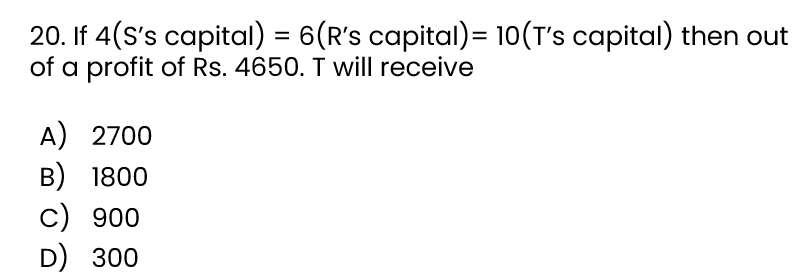 20. If 4(S’s capital) = 6(R’s capital)= 10(T’s capital) then out
of a profit of Rs. 4650. T will receive
A) 2700
B) 1800
C) 900
D) 300